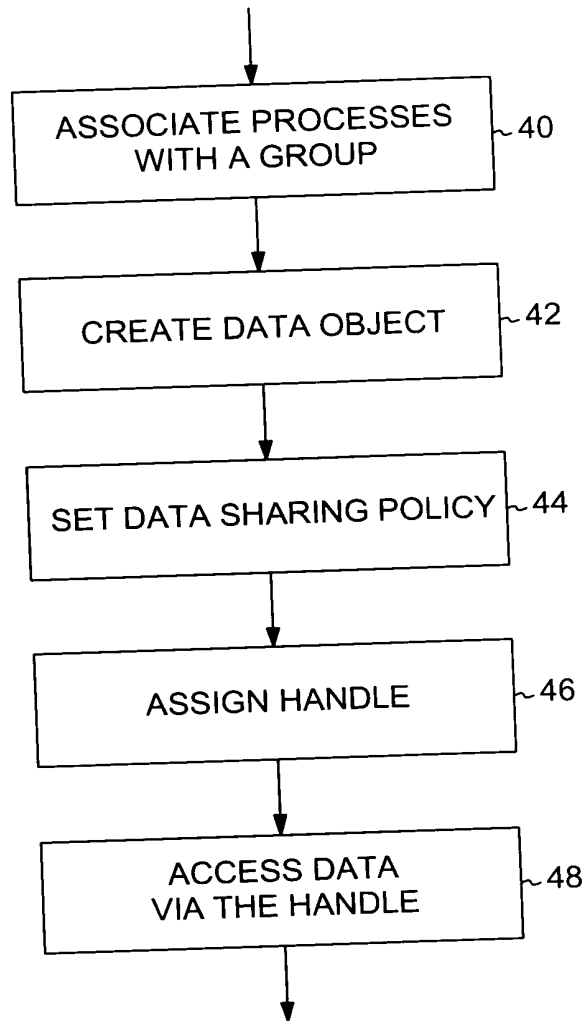 ASSOCIATE PROCESSES
WITH A GROUP
40
CREATE DATA OBJECT
42
SET DATA SHARING POLICY
44
ASSIGN HANDLE
46
ACCESS DATA
VIA THE HANDLE
48